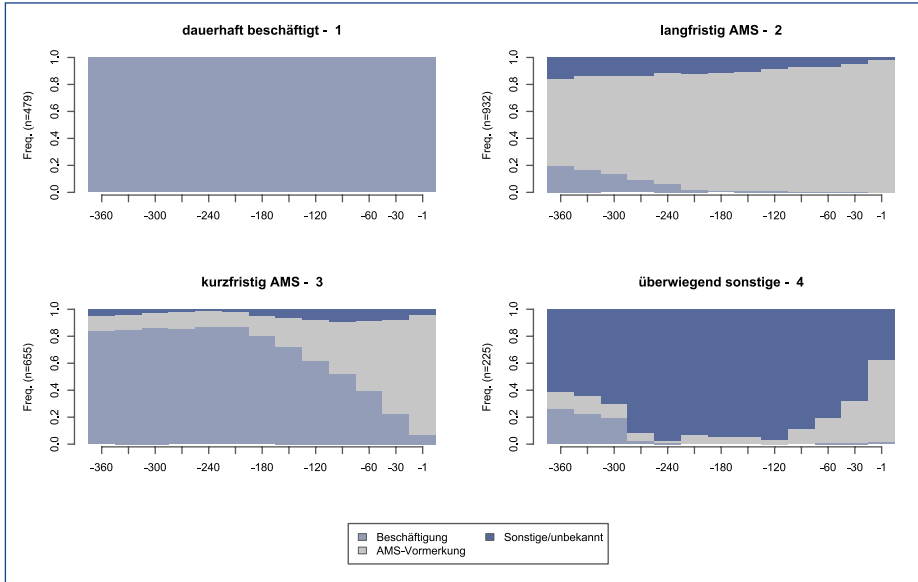 dauerhaft beschäftigt - 1
Freq. (n=479)
1.0
0.8
0.6
0.4
0.2
0.0
-360 -300 -240 -180 -120 -60 -30 -1
langfristig AMS - 2
Freq. (n=932)
1.0
0.8
0.6
0.4
0.2
0.0
-360 -300 -240 -180 -120 -60 -30 -1
kurzfristig AMS - 3
Freq. (n=655)
1.0
0.8
0.6
0.4
0.2
0.0
-360 -300 -240 -180 -120 -60 -30 -1
überwiegend sonstige - 4
Freq. (n=225)
1.0
0.8
0.6
0.4
0.2
0.0
-360 -300 -240 -180 -120 -60 -30 -1
Beschäftigung
AMS-Vormerkung
Sonstige/unbekannt